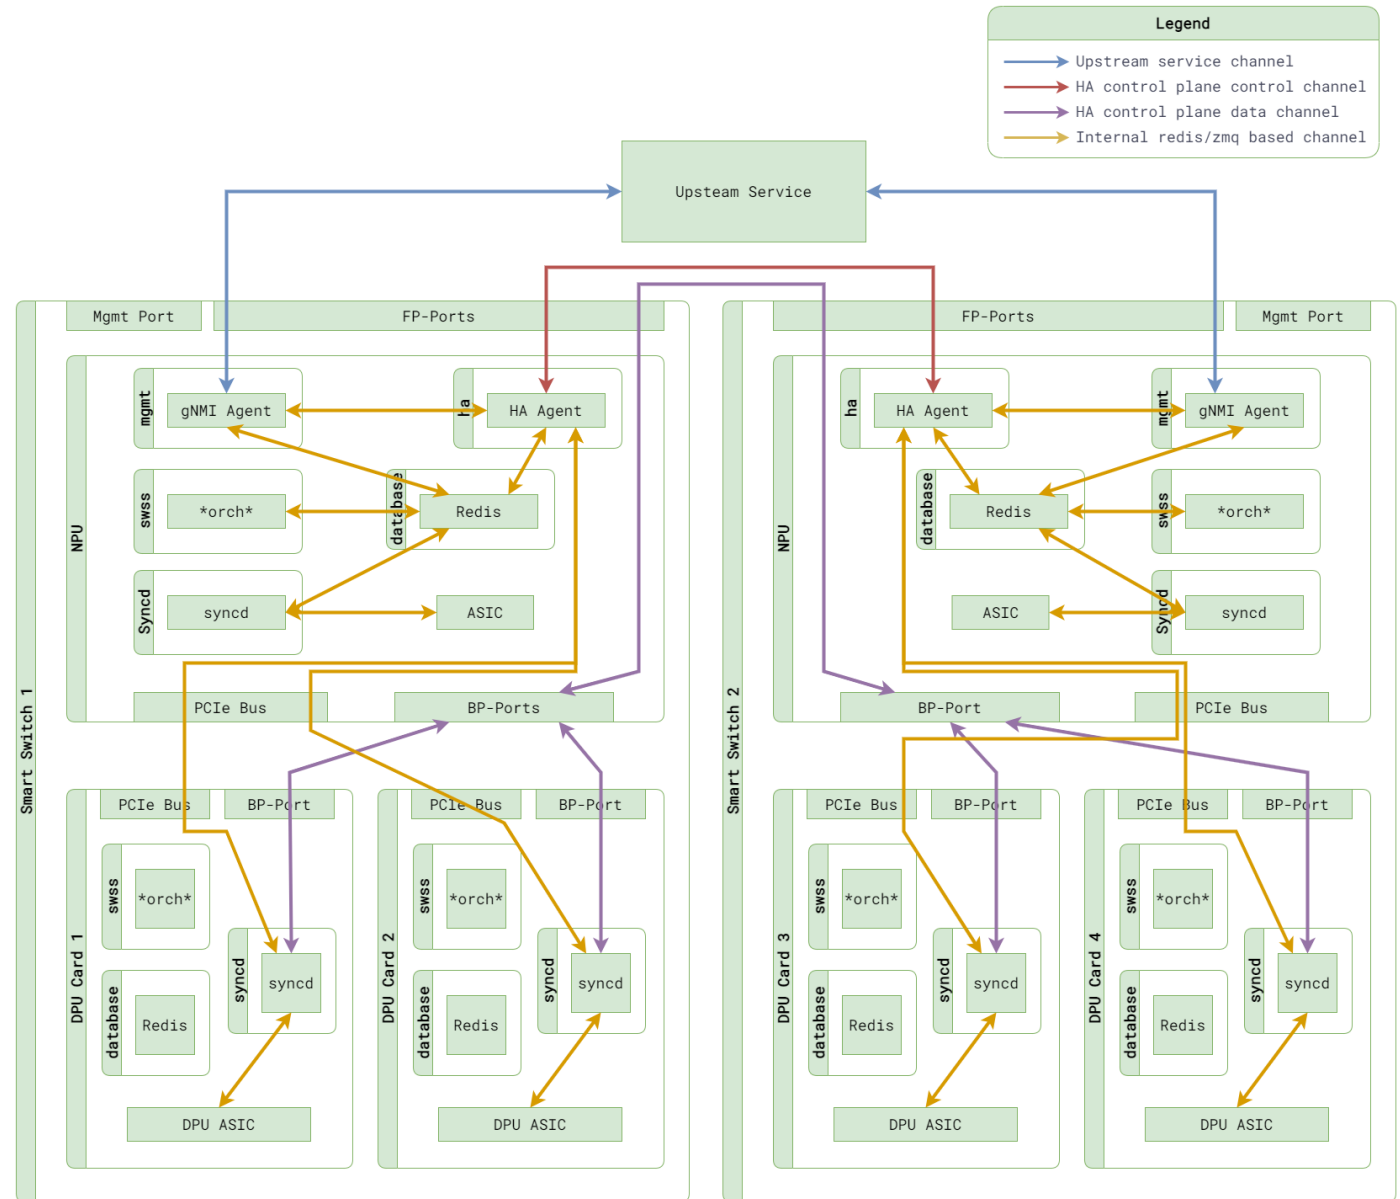 Legend
Upstream service channel
HA control plane control channel
HA control plane data channel
Internal redis/zmq based channel
Upsteam Service
Smart Switch 1
Mgmt Port
FP-Ports
NPU
mgmt
gNMI Agent
ha
HA Agent
swss
*orch*
database
Redis
Syncd
syncd
ASIC
PCIe Bus
BP-Ports
DPU Card 1
PCIe Bus
BP-Port
swss
*orch*
syncd
syncd
database
Redis
DPU ASIC
DPU Card 2
PCIe Bus
BP-Port
swss
*orch*
syncd
syncd
database
Redis
DPU ASIC
Smart Switch 2
FP-Ports
Mgmt Port
NPU
ha
HA Agent
mgmt
gNMI Agent
database
Redis
swss
*orch*
ASIC
Syncd
syncd
BP-Port
PCIe Bus
DPU Card 3
PCIe Bus
BP-Port
swss
*orch*
syncd
syncd
database
Redis
DPU ASIC
DPU Card 4
PCIe Bus
BP-Port
swss
*orch*
syncd
syncd
database
Redis
DPU ASIC